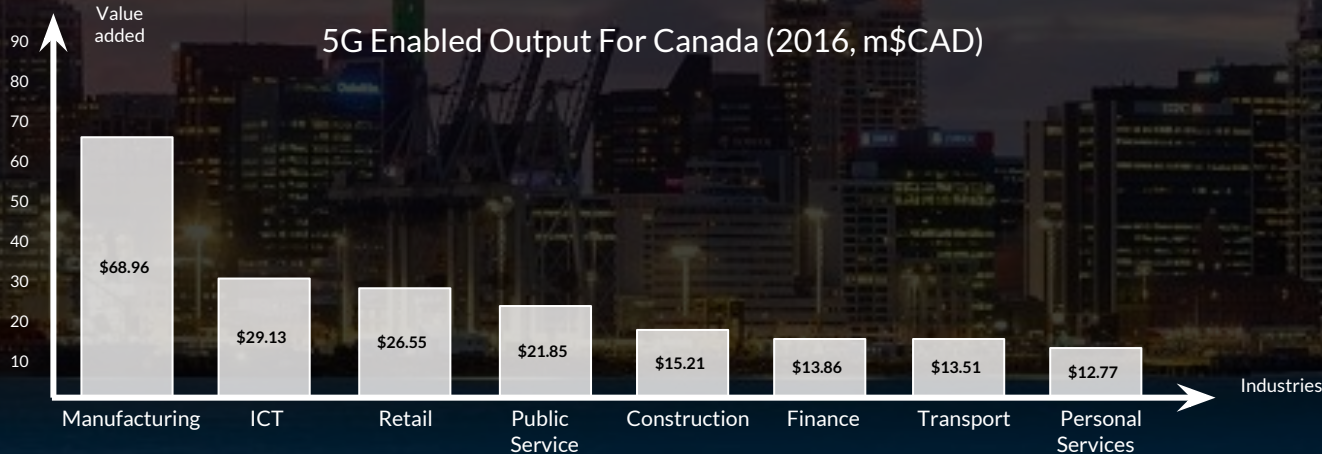 Value
added
5G Enabled Output For Canada (2016, m$CAD)
90
80
70
60
50
40
30
20
10
$68.96
$29.13
$26.55
$21.85
$15.21
$13.86
$13.51
$12.77
Industries
Manufacturing
ICT
Retail
Public
Service
Construction
Finance
Transport
Personal
Services
Deloitte